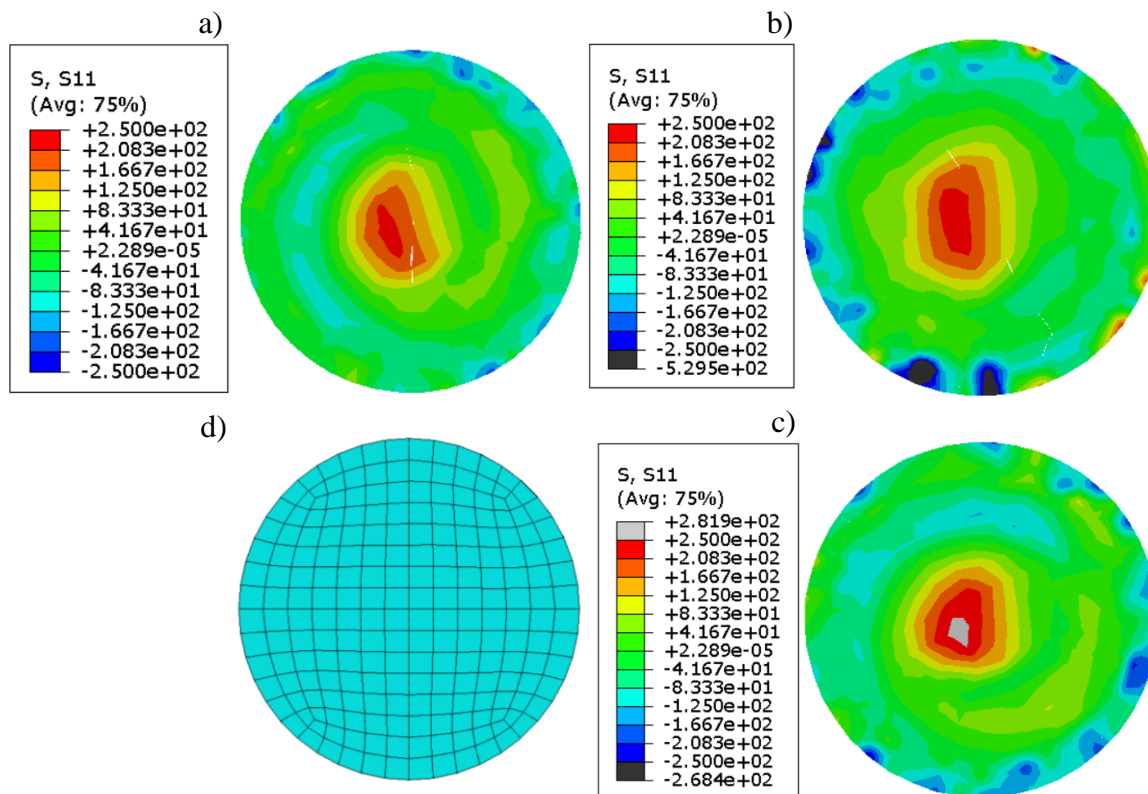 a)
S, S11
(Avg: 75%)
+2.500e+02
+2.083e+02
+1.667e+02
+1.250e+02
+8.333e+01
+4.167e+01
+2.289e-05
-4.167e+01
-8.333e+01
-1.250e+02
-1.667e+02
-2.083e+02
-2.500e+02
b)
S, S11
(Avg: 75%)
+2.500e+02
+2.083e+02
+1.667e+02
+1.250e+02
+8.333e+01
+4.167e+01
+2.289e-05
-4.167e+01
-8.333e+01
-1.250e+02
-1.667e+02
-2.083e+02
-2.500e+02
-5.295e+02
d)
c)
S, S11
(Avg: 75%)
+2.819e+02
+2.500e+02
+2.083e+02
+1.667e+02
+1.250e+02
+8.333e+01
+4.167e+01
+2.289e-05
-4.167e+01
-8.333e+01
-1.250e+02
-1.667e+02
-2.083e+02
-2.500e+02
-2.684e+02